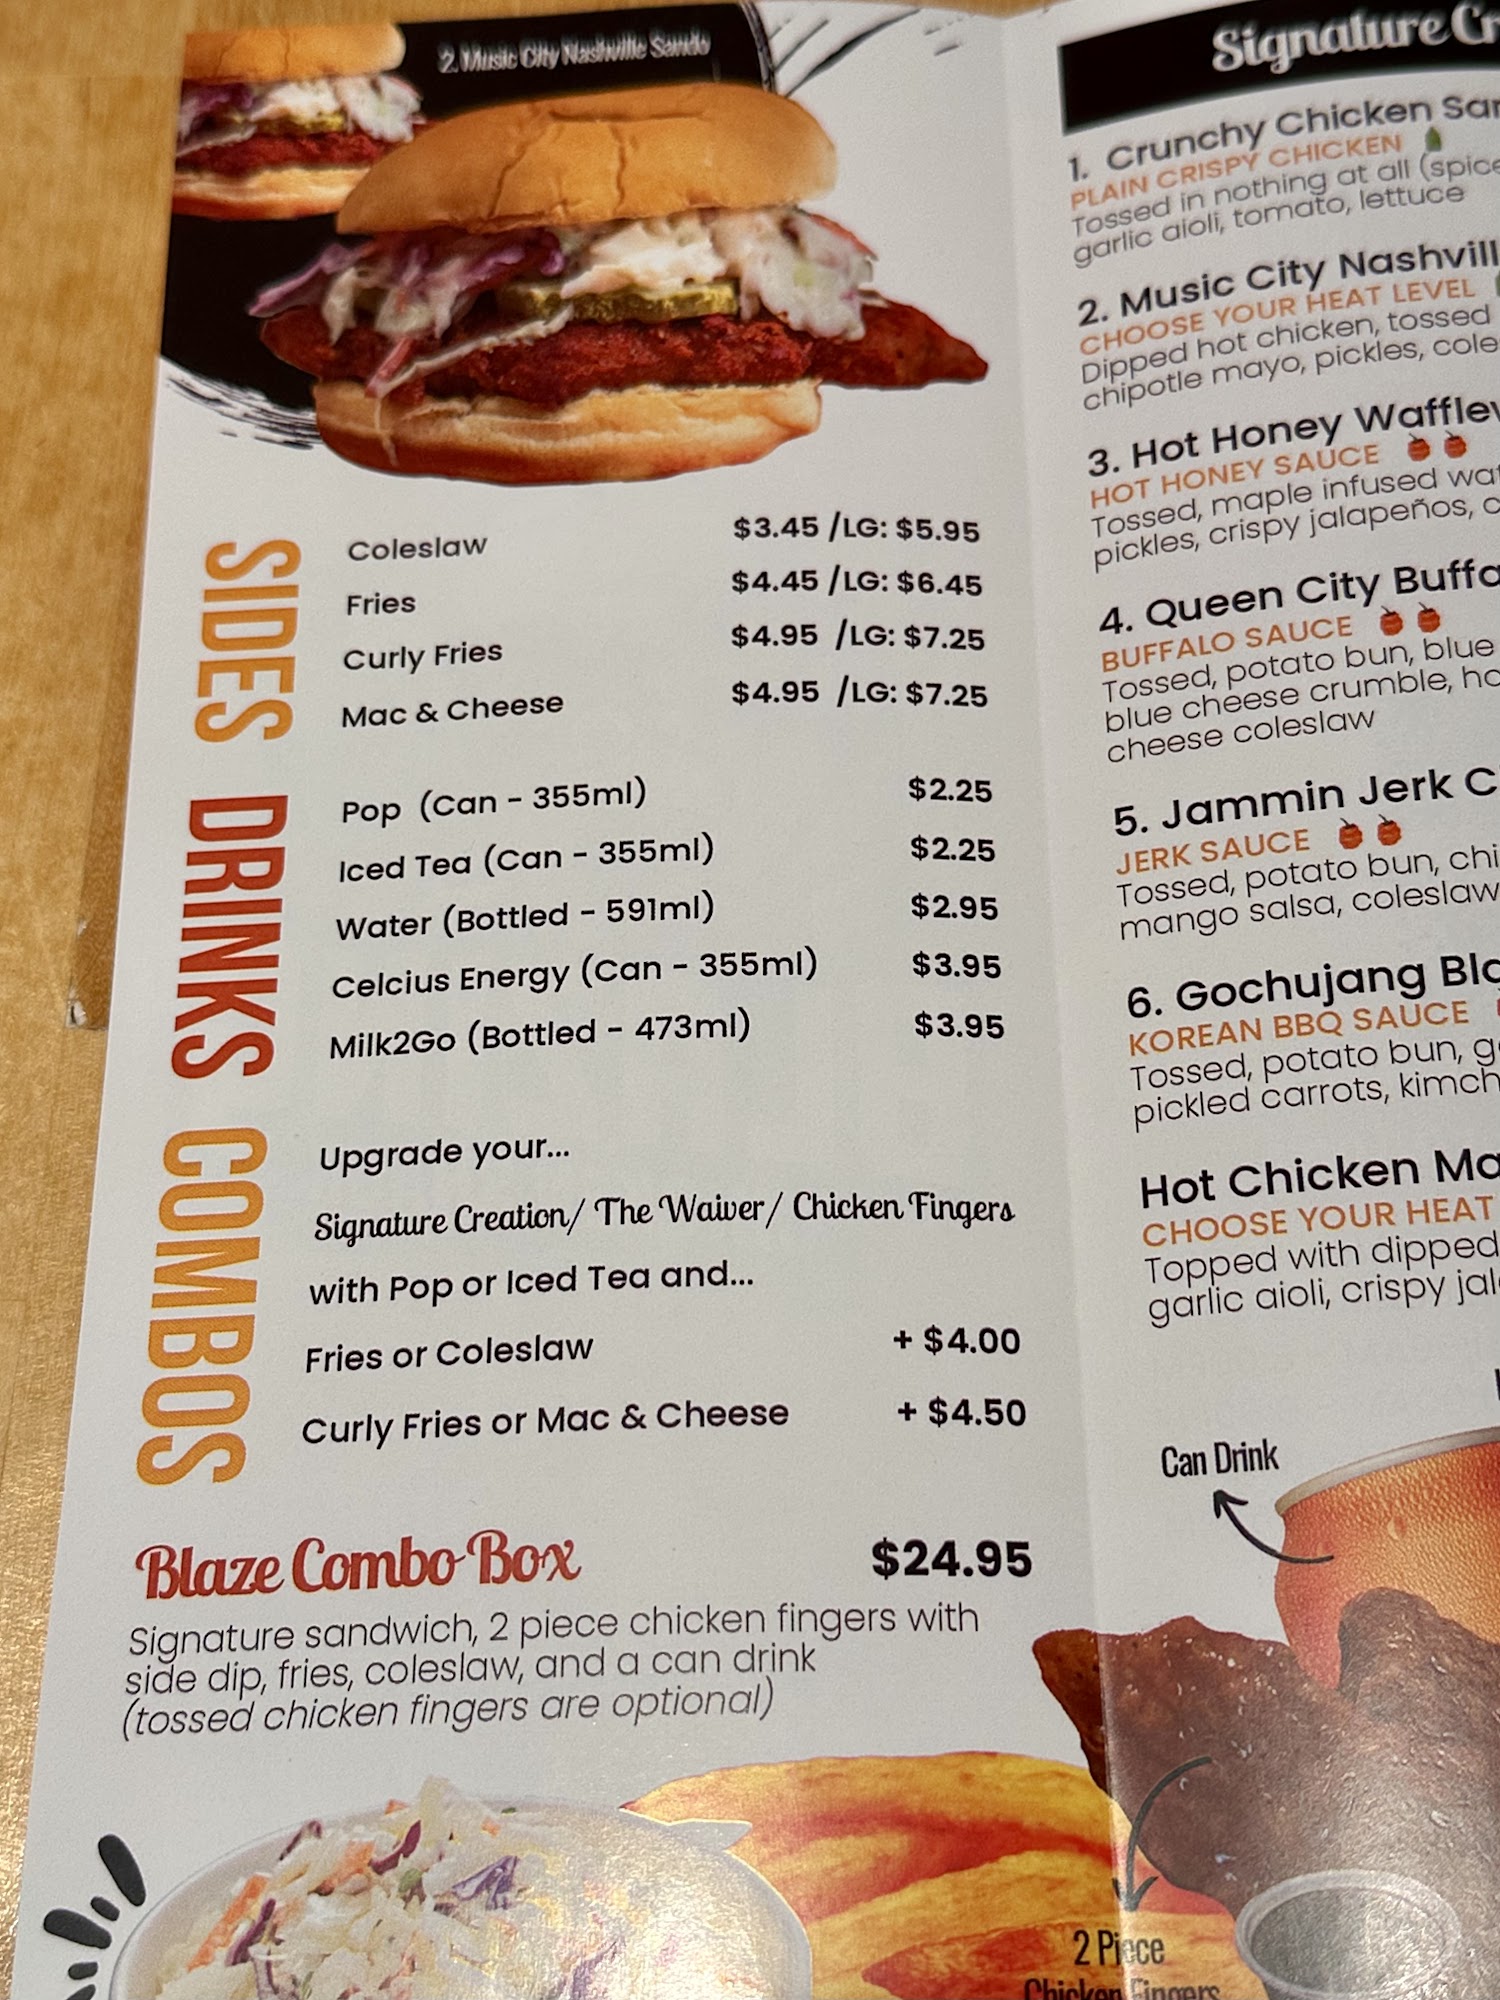 2. Music City Nashville Sando
SIDES
Coleslaw $3.45 /LG: $5.95
Fries $4.45 /LG: $6.45
Curly Fries $4.95 /LG: $7.25
Mac & Cheese $4.95 /LG: $7.25
DRINKS
Pop (Can - 355ml) $2.25
Iced Tea (Can - 355ml) $2.25
Water (Bottled - 591ml) $2.95
Celcius Energy (Can - 355ml) $3.95
Milk2Go (Bottled - 473ml) $3.95
COMBOS
Upgrade your...
Signature Creation/ The Waiver/ Chicken Fingers
with Pop or Iced Tea and...
Fries or Coleslaw + $4.00
Curly Fries or Mac & Cheese + $4.50
Blaze Combo Box $24.95
Signature sandwich, 2 piece chicken fingers with
side dip, fries, coleslaw, and a can drink
(tossed chicken fingers are optional)
Signature
1. Crunchy Chicken
PLAIN CRISPY CHICKEN
Tossed in nothing at all (spice
garlic aioli, tomato, lettuce
2. Music City
CHOOSE YOUR HEAT LEVEL
Dipped hot chicken, tossed
chipotle mayo, pickles,
3. Hot Honey
HOT HONEY SAUCE
Tossed, maple infused
pickles, crispy jalapeños,
4. Queen City
BUFFALO SAUCE
Tossed, potato bun, blue
blue cheese crumble,
cheese coleslaw
5. Jammin Jerk
JERK SAUCE
Tossed, potato bun,
mango salsa, coleslaw
6. Gochujang
KOREAN BBQ SAUCE
Tossed, potato bun,
pickled carrots,
Hot Chicken
CHOOSE YOUR HEAT
Topped with dipped
garlic aioli, crispy
Can Drink
2 Piece
Chicken Fingers